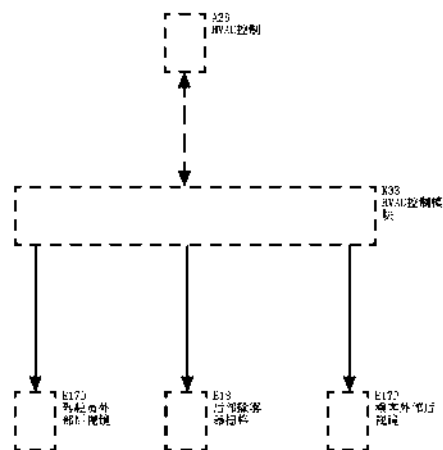 A26
HVAC控制
K33
HVAC控制模
块
E17D
驾驶员外
部后视镜
E18
后部除雾
器格栅
E17P
乘客外部后
视镜